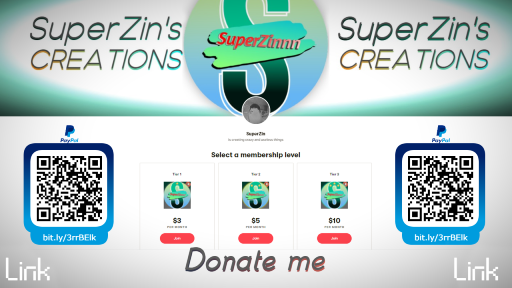 SuperZin's
CREATIONS
SuperZinnn
SuperZin's
CREATIONS
SuperZin
is creating music and various things
Select a membership level
Tier 1
Tier 2
Tier 3
$3
$5
$10
PER MONTH
PER MONTH
PER MONTH
Join
Join
Join
PayPal
bit.ly/3rrBElk
PayPal
bit.ly/3rrBElk
Donate me
Link
Link